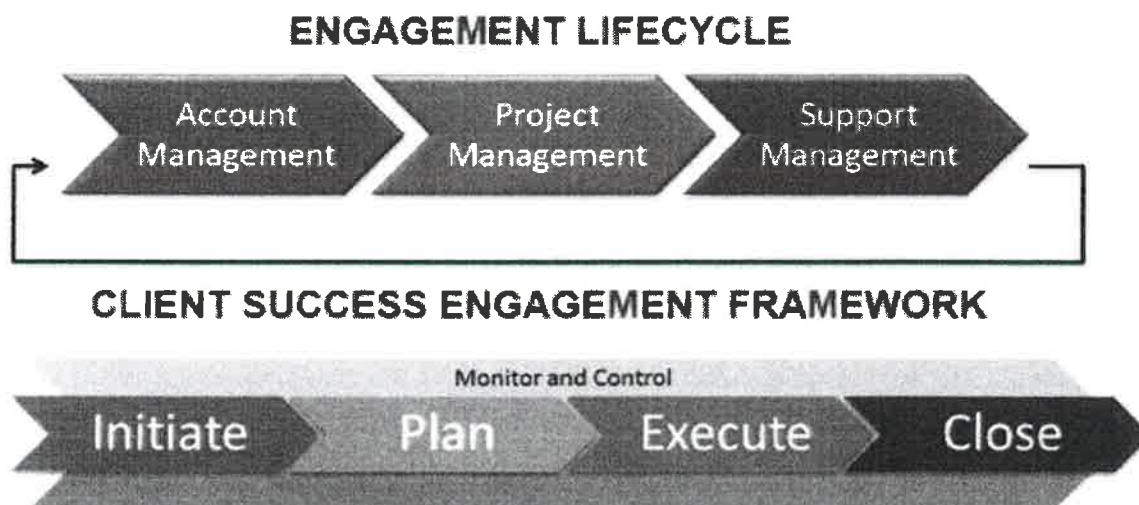 ENGAGEMENT LIFECYCLE
Account
Management
Project
Management
Support
Management
CLIENT SUCCESS ENGAGEMENT FRAMEWORK
Monitor and Control
Initiate
Plan
Execute
Close